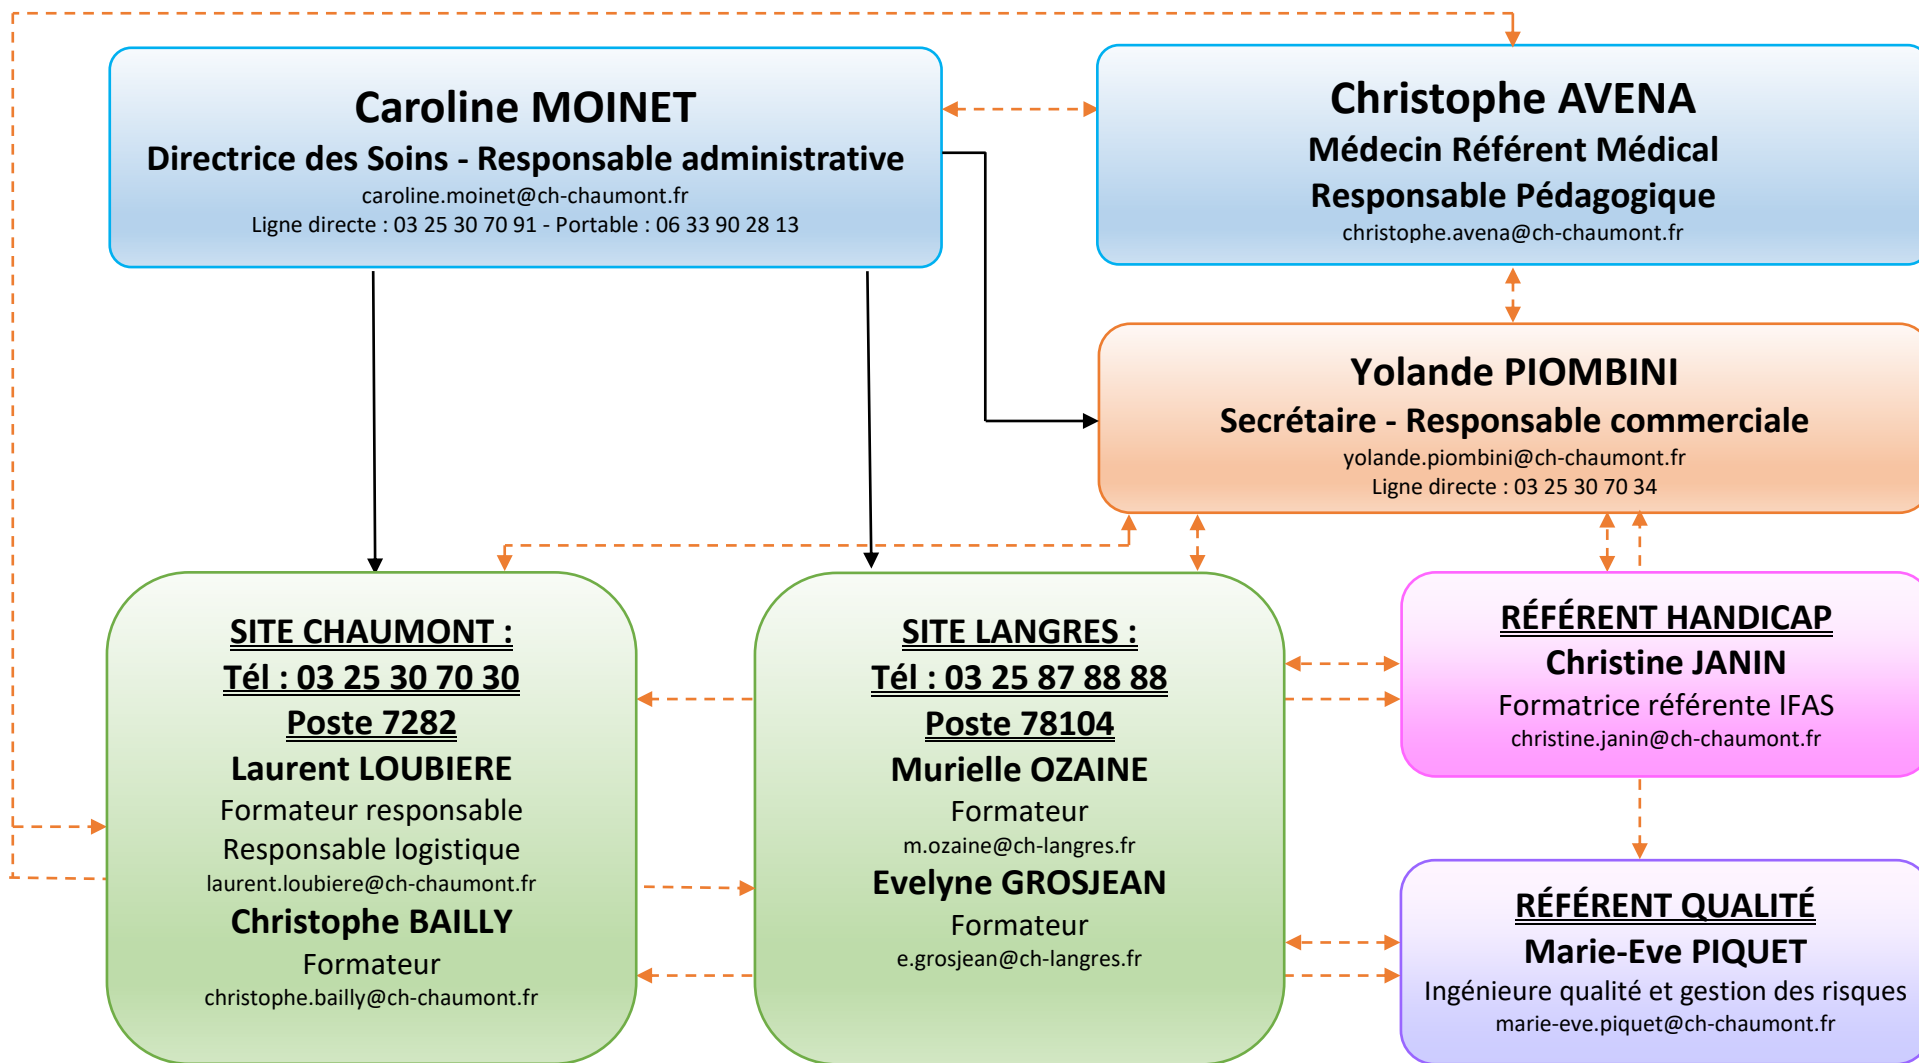 Caroline MOINET
Directrice des Soins - Responsable administrative
caroline.moinet@ch-chaumont.fr
Ligne directe : 03 25 30 70 91 - Portable : 06 33 90 28 13
Christophe AVENA
Médecin Référent Médical
Responsable Pédagogique
christophe.avena@ch-chaumont.fr
Yolande PIOMBINI
Secrétaire - Responsable commerciale
yolande.piombini@ch-chaumont.fr
Ligne directe : 03 25 30 70 34
SITE CHAUMONT :
Tél : 03 25 30 70 30
Poste 7282
Laurent LOUBIERE
Formateur responsable
Responsable logistique
laurent.loubiere@ch-chaumont.fr
Christophe BAILLY
Formateur
christophe.bailly@ch-chaumont.fr
SITE LANGRES :
Tél : 03 25 87 88 88
Poste 78104
Murielle OZAINE
Formateur
m.ozaine@ch-langres.fr
Evelyne GROSJEAN
Formateur
e.grosjean@ch-langres.fr
RÉFÉRENT HANDICAP
Christine JANIN
Formatrice référente IFAS
christine.janin@ch-chaumont.fr
RÉFÉRENT QUALITÉ
Marie-Eve PIQUET
Ingénieure qualité et gestion des risques
marie-eve.piquet@ch-chaumont.fr